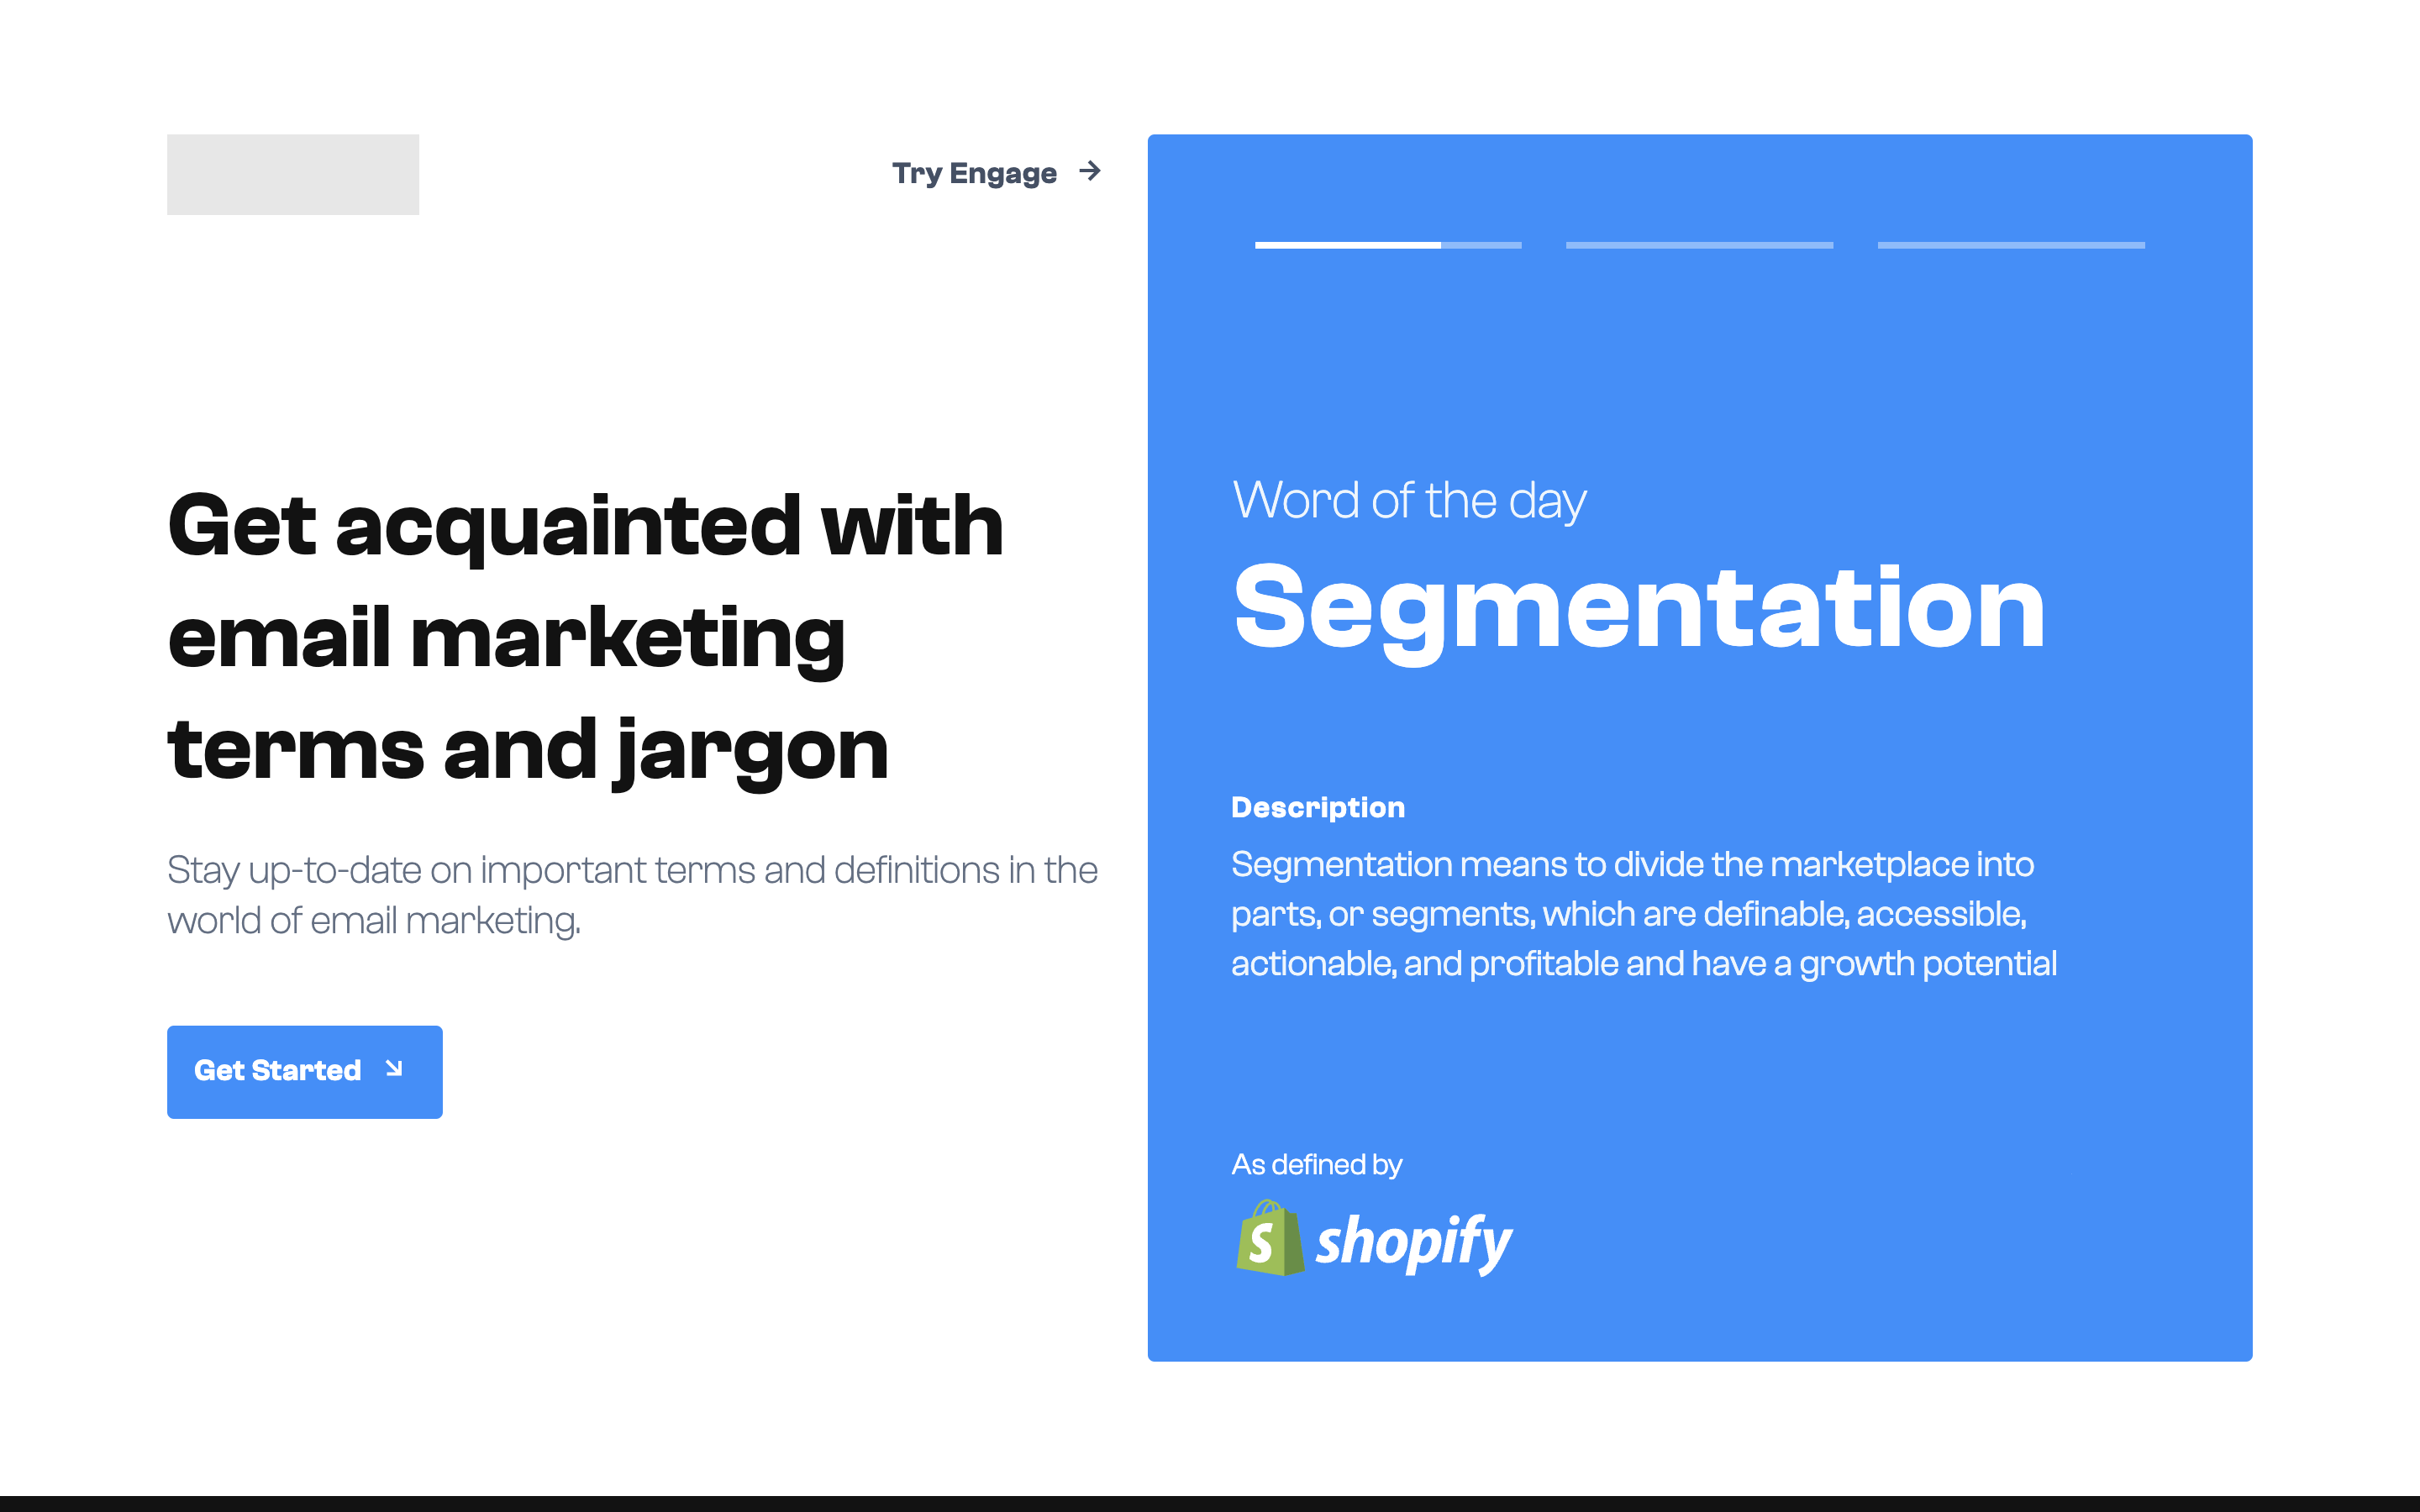 Try Engage
Get acquainted with
email marketing
terms and jargon
Stay up-to-date on important terms and definitions in the
world of email marketing.
Get Started
Word of the day
Segmentation
Description
Segmentation means to divide the marketplace into
parts, or segments, which are definable, accessible,
actionable, and profitable and have a growth potential
As defined by
shopify